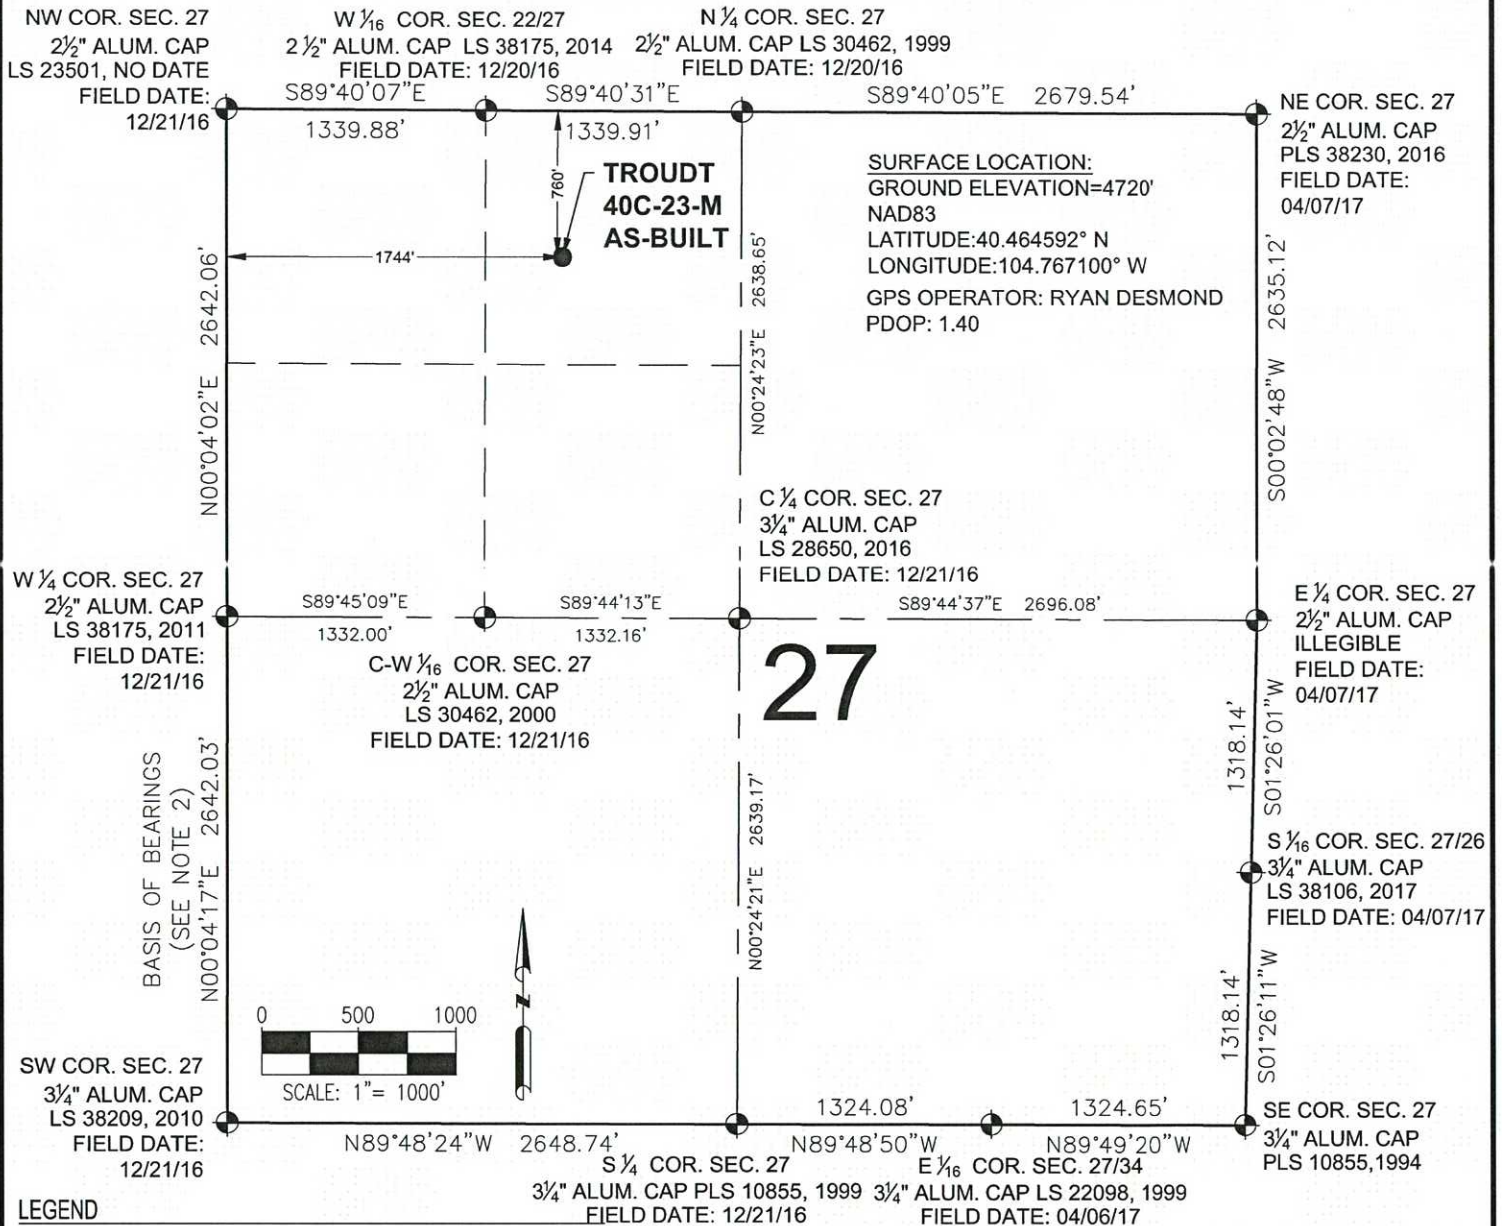 NW COR. SEC. 27
2½" ALUM. CAP
LS 23501, NO DATE
FIELD DATE:
12/21/16
W 1⁄16 COR. SEC. 22/27
2 ½" ALUM. CAP LS 38175, 2014
FIELD DATE: 12/20/16
N ¼ COR. SEC. 27
2½" ALUM. CAP LS 30462, 1999
FIELD DATE: 12/20/16
S89°40'07"E
1339.88'
S89°40'31"E
1339.91'
S89°40'05"E 2679.54'
NE COR. SEC. 27
2½" ALUM. CAP
PLS 38230, 2016
FIELD DATE:
04/07/17
760'
TROUDT
40C-23-M
AS-BUILT
1744'
SURFACE LOCATION:
GROUND ELEVATION=4720'
NAD83
LATITUDE:40.464592° N
LONGITUDE:104.767100° W
GPS OPERATOR: RYAN DESMOND
PDOP: 1.40
N00°04'02"E 2642.06'
N00°24'23"E 2638.65'
S00°02'48"W 2635.12'
C ¼ COR. SEC. 27
3¼" ALUM. CAP
LS 28650, 2016
FIELD DATE: 12/21/16
W ¼ COR. SEC. 27
2½" ALUM. CAP
LS 38175, 2011
FIELD DATE:
12/21/16
S89°45'09"E
1332.00'
S89°44'13"E
1332.16'
S89°44'37"E 2696.08'
E ¼ COR. SEC. 27
2½" ALUM. CAP
ILLEGIBLE
FIELD DATE:
04/07/17
C-W 1⁄16 COR. SEC. 27
2½" ALUM. CAP
LS 30462, 2000
FIELD DATE: 12/21/16
27
BASIS OF BEARINGS
(SEE NOTE 2)
N00°04'17"E 2642.03'
N00°24'21"E 2639.17'
1318.14'
S01°26'01"W
S 1⁄16 COR. SEC. 27/26
3¼" ALUM. CAP
LS 38106, 2017
FIELD DATE: 04/07/17
1318.14'
S01°26'11"W
0 500 1000
SCALE: 1"= 1000'
N
SW COR. SEC. 27
3¼" ALUM. CAP
LS 38209, 2010
FIELD DATE:
12/21/16
N89°48'24"W 2648.74'
1324.08'
N89°48'50"W
1324.65'
N89°49'20"W
SE COR. SEC. 27
3¼" ALUM. CAP
PLS 10855,1994
S ¼ COR. SEC. 27
3¼" ALUM. CAP PLS 10855, 1999
FIELD DATE: 12/21/16
E 1⁄16 COR. SEC. 27/34
3¼" ALUM. CAP LS 22098, 1999
FIELD DATE: 04/06/17
LEGEND